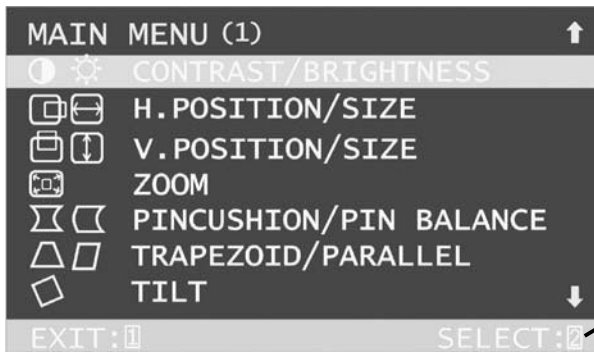 MAIN MENU (1)
CONTRAST/BRIGHTNESS
H.POSITION/SIZE
V.POSITION/SIZE
ZOOM
PINCUSHION/PIN BALANCE
TRAPEZOID/PARALLEL
TILT
EXIT:1 SELECT:2